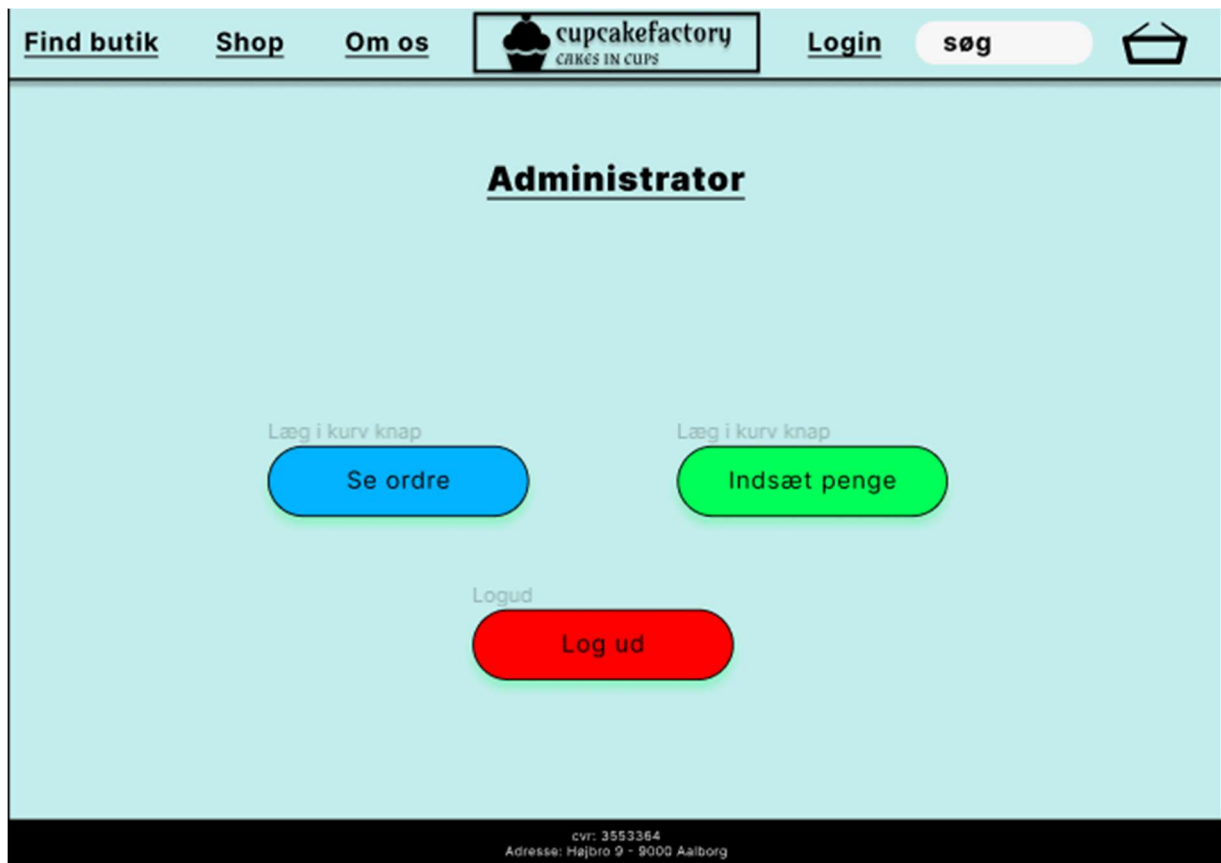 Find butik Shop Om os cupcakefactory Login søg
CAKES IN CUPS
Administrator
Læg i kurv knap Læg i kurv knap
Se ordre Indsæt penge
Logud
Log ud
cvr: 3553364
Adresse: Højbro 9 - 9000 Aalborg